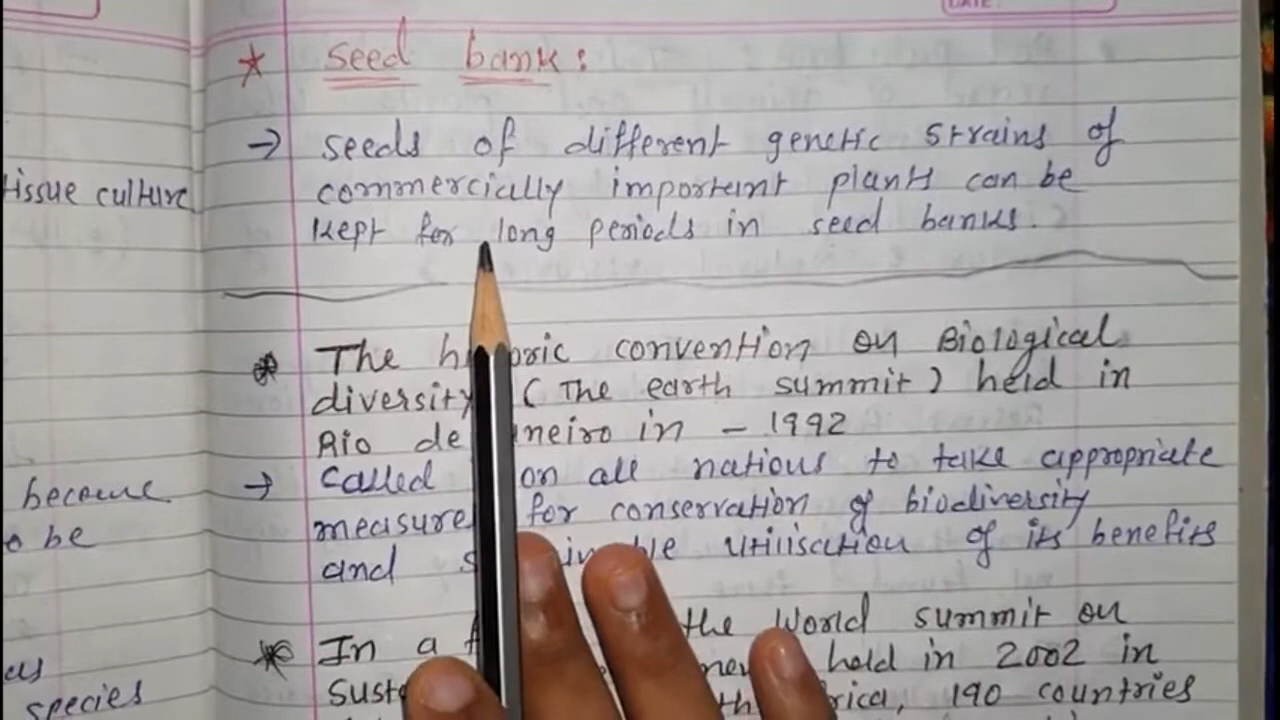 DATE:
tissue culture
become
o be
species
* seed bank:
→ seeds of different genetic strains of
commercially important plants can be
kept for long periods in seed banks.
* The h oric convention on Biological
diversity (The earth summit) held in
Rio de neiro in - 1992
→ called on all nations to take appropriate
measure for conservation of biodiversity
and utilisation of its benefits
* In a the World summit on
held in 2002 in
rica, 190 countries